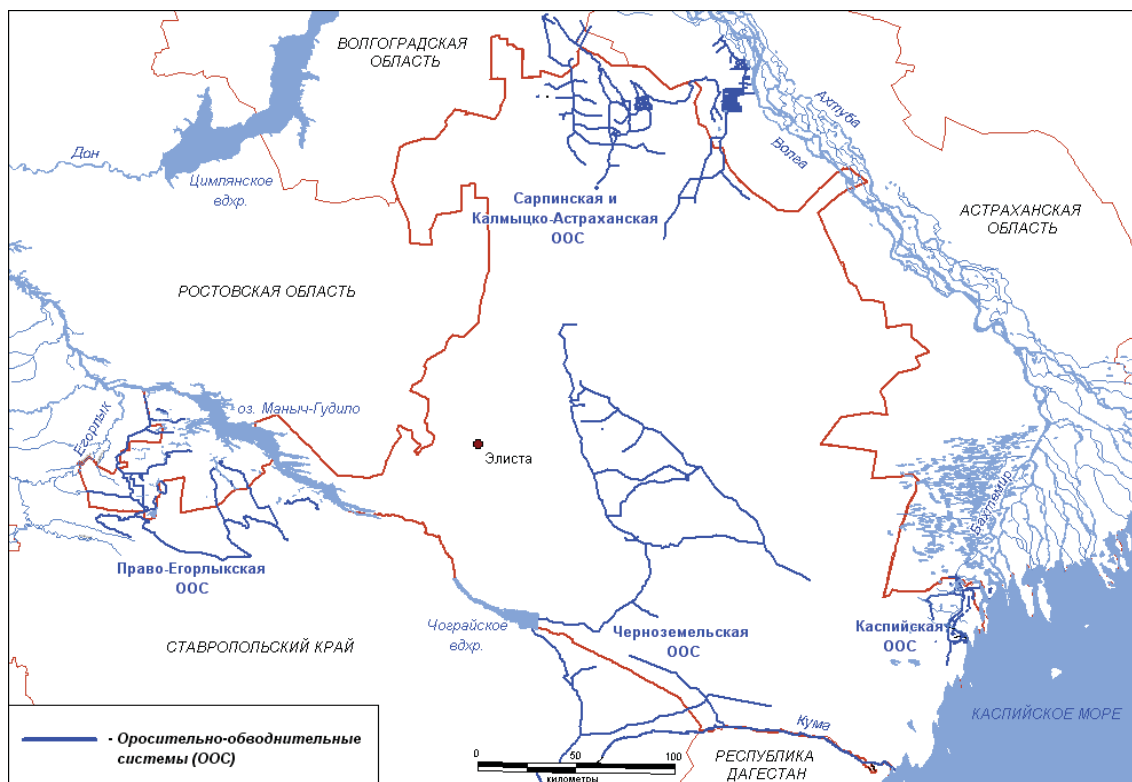 ВОЛГОГРАДСКАЯ
ОБЛАСТЬ
Ахтуба
Волга
Дон
Цимлянское
вдхр.
Сарпинская и
Калмыцко-Астраханская
ООС
АСТРАХАНСКАЯ
ОБЛАСТЬ
РОСТОВСКАЯ ОБЛАСТЬ
оз. Маныч-Гудило
Егорлык
Элиста
Бахтемир
Право-Егорлыкская
ООС
Чограйское
вдхр.
Черноземельская
ООС
Каспийская
ООС
СТАВРОПОЛЬСКИЙ КРАЙ
КАСПИЙСКОЕ МОРЕ
Кума
РЕСПУБЛИКА
ДАГЕСТАН
- Оросительно-обводнительные
системы (ООС)
0 50 100
километры